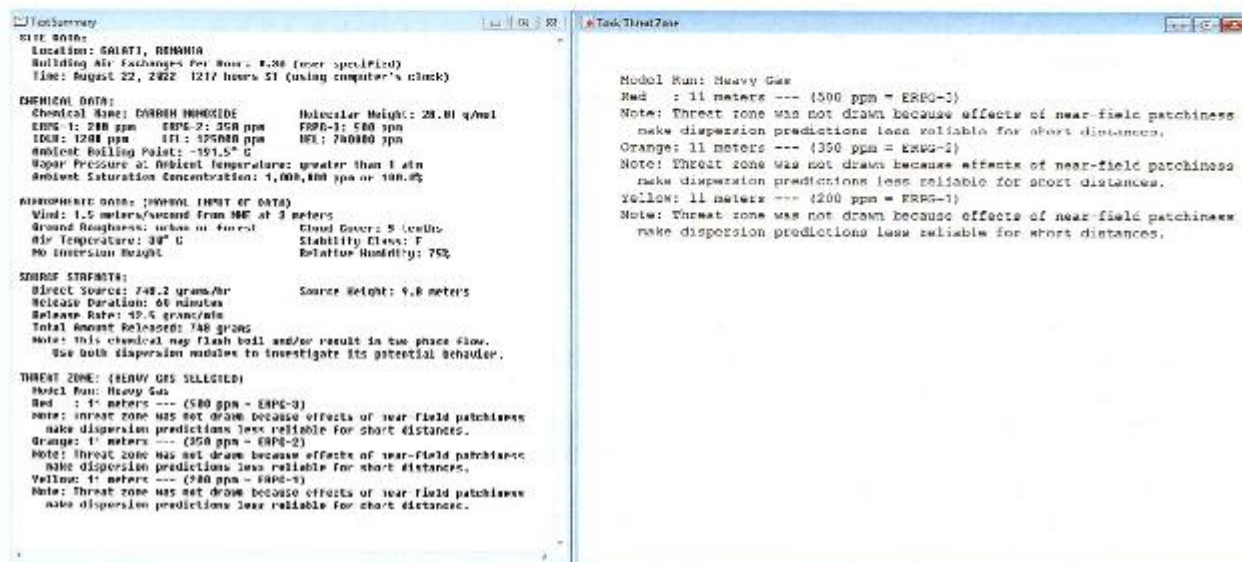 Text Summary
SITE DATA:
Location: GALATI, ROMANIA
Building Air Exchanges Per Hour: (user specified)
Time: August 22, 2022 1217 hours ST (using computer's clock)
CHEMICAL DATA:
Chemical Name: CARBON MONOXIDE Molecular Weight: 28.01 g/mol
ERPG-1: 200 ppm ERPG-2: 350 ppm ERPG-3: 500 ppm
IDLH: 1200 ppm LEL: 125000 ppm UEL: 740000 ppm
Ambient Boiling Point: -191.5° C
Vapor Pressure at Ambient Temperature: greater than 1 atm
Ambient Saturation Concentration: 1,000,000 ppm or 100.0%
ATMOSPHERIC DATA: (MANUAL INPUT OF DATA)
Wind: 1.5 meters/second from NNE at 3 meters
Ground Roughness: urban or forest Cloud Cover: 5 tenths
Air Temperature: 30° C Stability Class: F
No Inversion Height Relative Humidity: 75%
SOURCE STRENGTH:
Direct Source: 748.2 grams/hr Source Height: 9.0 meters
Release Duration: 60 minutes
Release Rate: 12.5 grams/min
Total Amount Released: 748 grams
Note: This chemical may flash boil and/or result in two phase flow.
Use both dispersion modules to investigate its potential behavior.
THREAT ZONE: (HEAVY GAS SELECTED)
Model Run: Heavy Gas
Red : 11 meters --- (500 ppm = ERPG-3)
Note: Threat zone was not drawn because effects of near-field patchiness
make dispersion predictions less reliable for short distances.
Orange: 11 meters --- (350 ppm = ERPG-2)
Note: Threat zone was not drawn because effects of near-field patchiness
make dispersion predictions less reliable for short distances.
Yellow: 11 meters --- (200 ppm = ERPG-1)
Note: Threat zone was not drawn because effects of near-field patchiness
make dispersion predictions less reliable for short distances.
Toxic Threat Zone
Model Run: Heavy Gas
Red : 11 meters --- (500 ppm = ERPG-3)
Note: Threat zone was not drawn because effects of near-field patchiness
make dispersion predictions less reliable for short distances.
Orange: 11 meters --- (350 ppm = ERPG-2)
Note: Threat zone was not drawn because effects of near-field patchiness
make dispersion predictions less reliable for short distances.
Yellow: 11 meters --- (200 ppm = ERPG-1)
Note: Threat zone was not drawn because effects of near-field patchiness
make dispersion predictions less reliable for short distances.